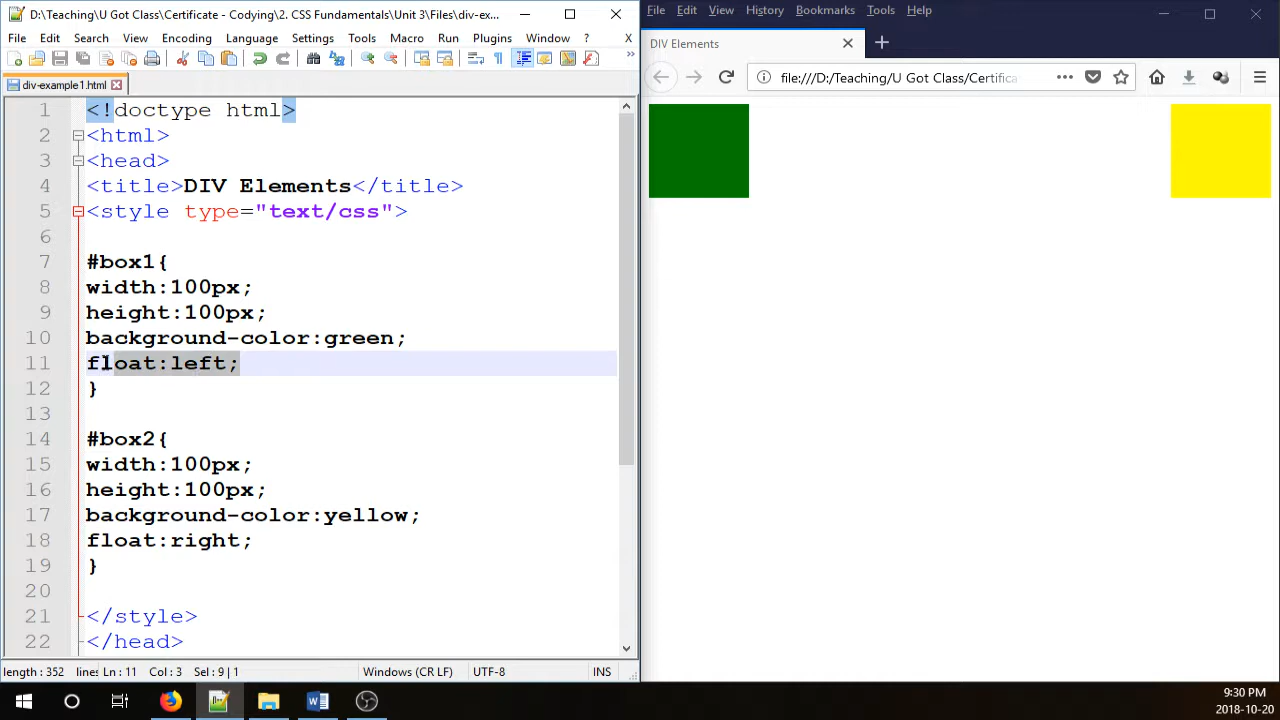 D:\Teaching\U Got Class\Certificate - Codying\2. CSS Fundamentals\Unit 3\Files\div-ex...
File Edit Search View Encoding Language Settings Tools Macro Run Plugins Window ? X
div-example1.html
1 <!doctype html>
2 <html>
3 <head>
4 <title>DIV Elements</title>
5 <style type="text/css">
6
7 #box1{
8 width:100px;
9 height:100px;
10 background-color:green;
11 float:left;
12 }
13
14 #box2{
15 width:100px;
16 height:100px;
17 background-color:yellow;
18 float:right;
19 }
20
21 </style>
22 </head>
length : 352 lines Ln : 11 Col : 3 Sel : 9 | 1 Windows (CR LF) UTF-8 INS
File Edit View History Bookmarks Tools Help
DIV Elements
file:///D:/Teaching/U Got Class/Certifica
9:30 PM
2018-10-20